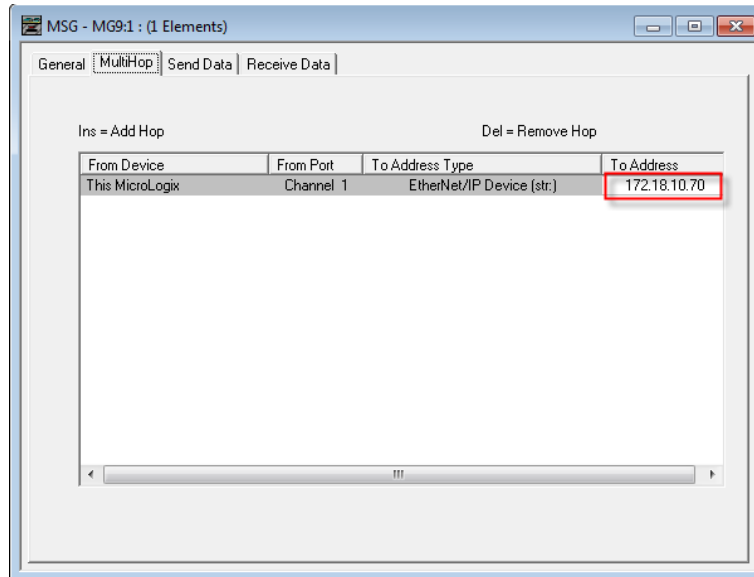 MSG - MG9:1 : (1 Elements)
General MultiHop Send Data Receive Data
Ins = Add Hop Del = Remove Hop
From Device From Port To Address Type To Address
This MicroLogix Channel 1 EtherNet/IP Device (str.) 172.18.10.70